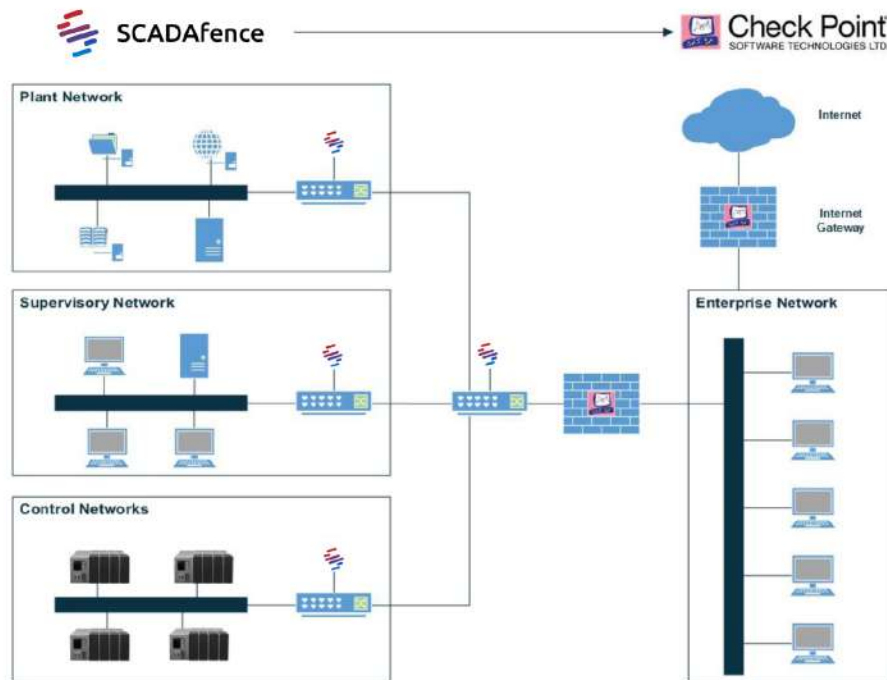 SCADAfence
Check Point
SOFTWARE TECHNOLOGIES LTD
Plant Network
Internet
Internet
Gateway
Supervisory Network
Enterprise Network
Control Networks